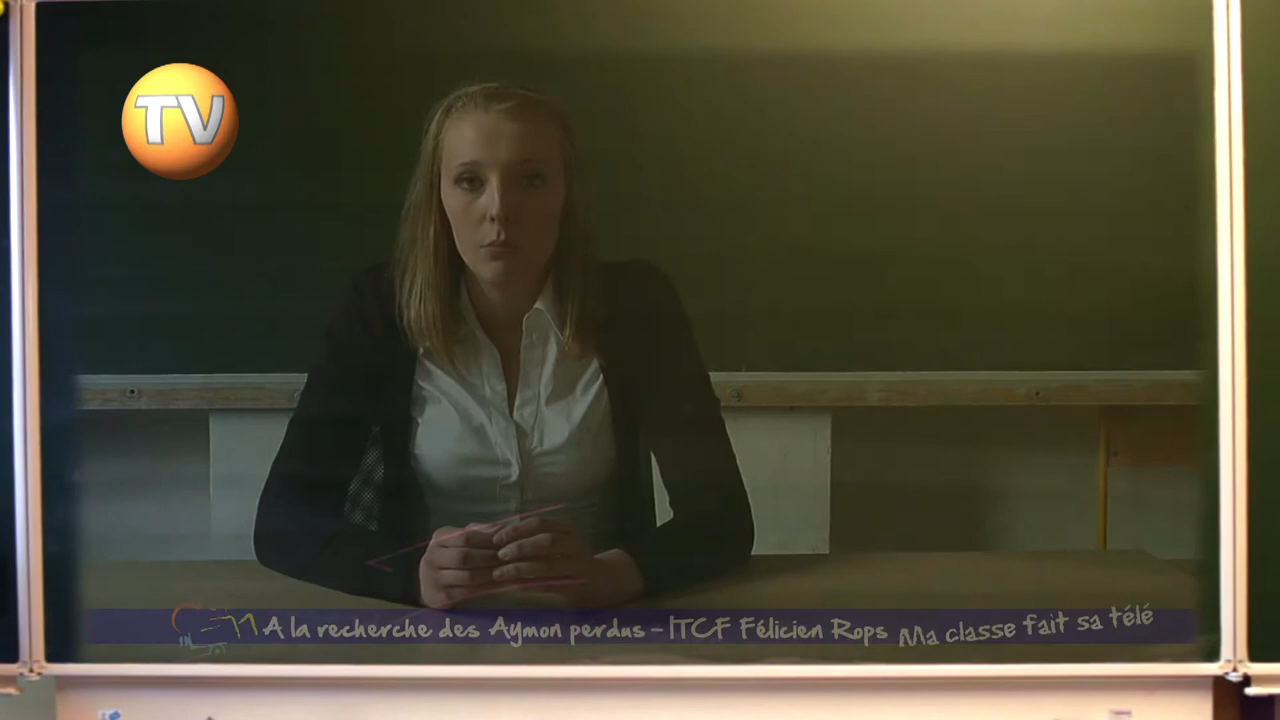 TV
A la recherche des Aymon perdus – ITCF Félicien Rops Ma classe fait sa télé